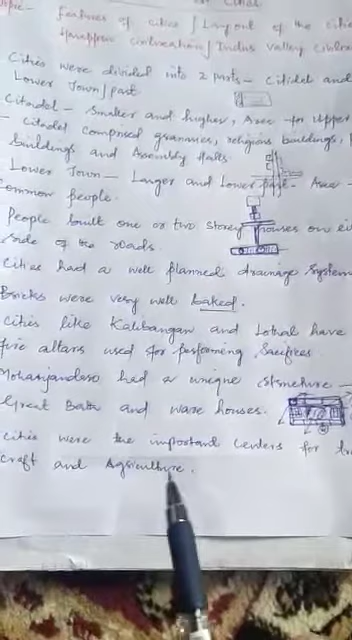 Features of cities / Layout of the cities
Harappan civilization / Indus valley civiliza
Cities were divided into 2 parts - citidel and
Lower Town/part
Citadel - Smaller and higher, Area for upper
- citadel comprised granaries, religious buildings,
buildings and Assembly Halls
Lower Town - Larger and Lower part - Area -
common people.
People built one or two storey houses on ei
side of the roads.
Cities had a well planned drainage system
Bricks were very well baked.
Cities like Kalibangan and Lothal have
fire altars used for performing Sacrifices
had a unique structure -
Great Bath and ware houses.
Cities were the important centers for
craft and Agriculture.